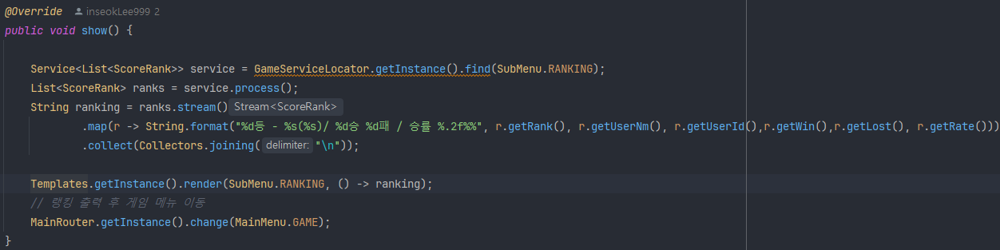 @Override inseokLee999 2
public void show() {
Service<List<ScoreRank>> service = GameServiceLocator.getInstance().find(SubMenu.RANKING);
List<ScoreRank> ranks = service.process();
String ranking = ranks.stream() Stream<ScoreRank>
.map(r -> String.format("%d등 - %s(%s)/ %d승 %d패 / 승률 %.2f%%", r.getRank(), r.getUserNm(), r.getUserId(),r.getWin(),r.getLost(), r.getRate()))
.collect(Collectors.joining( delimiter: "\n"));
Templates.getInstance().render(SubMenu.RANKING, () -> ranking);
// 랭킹 출력 후 게임 메뉴 이동
MainRouter.getInstance().change(MainMenu.GAME);
}